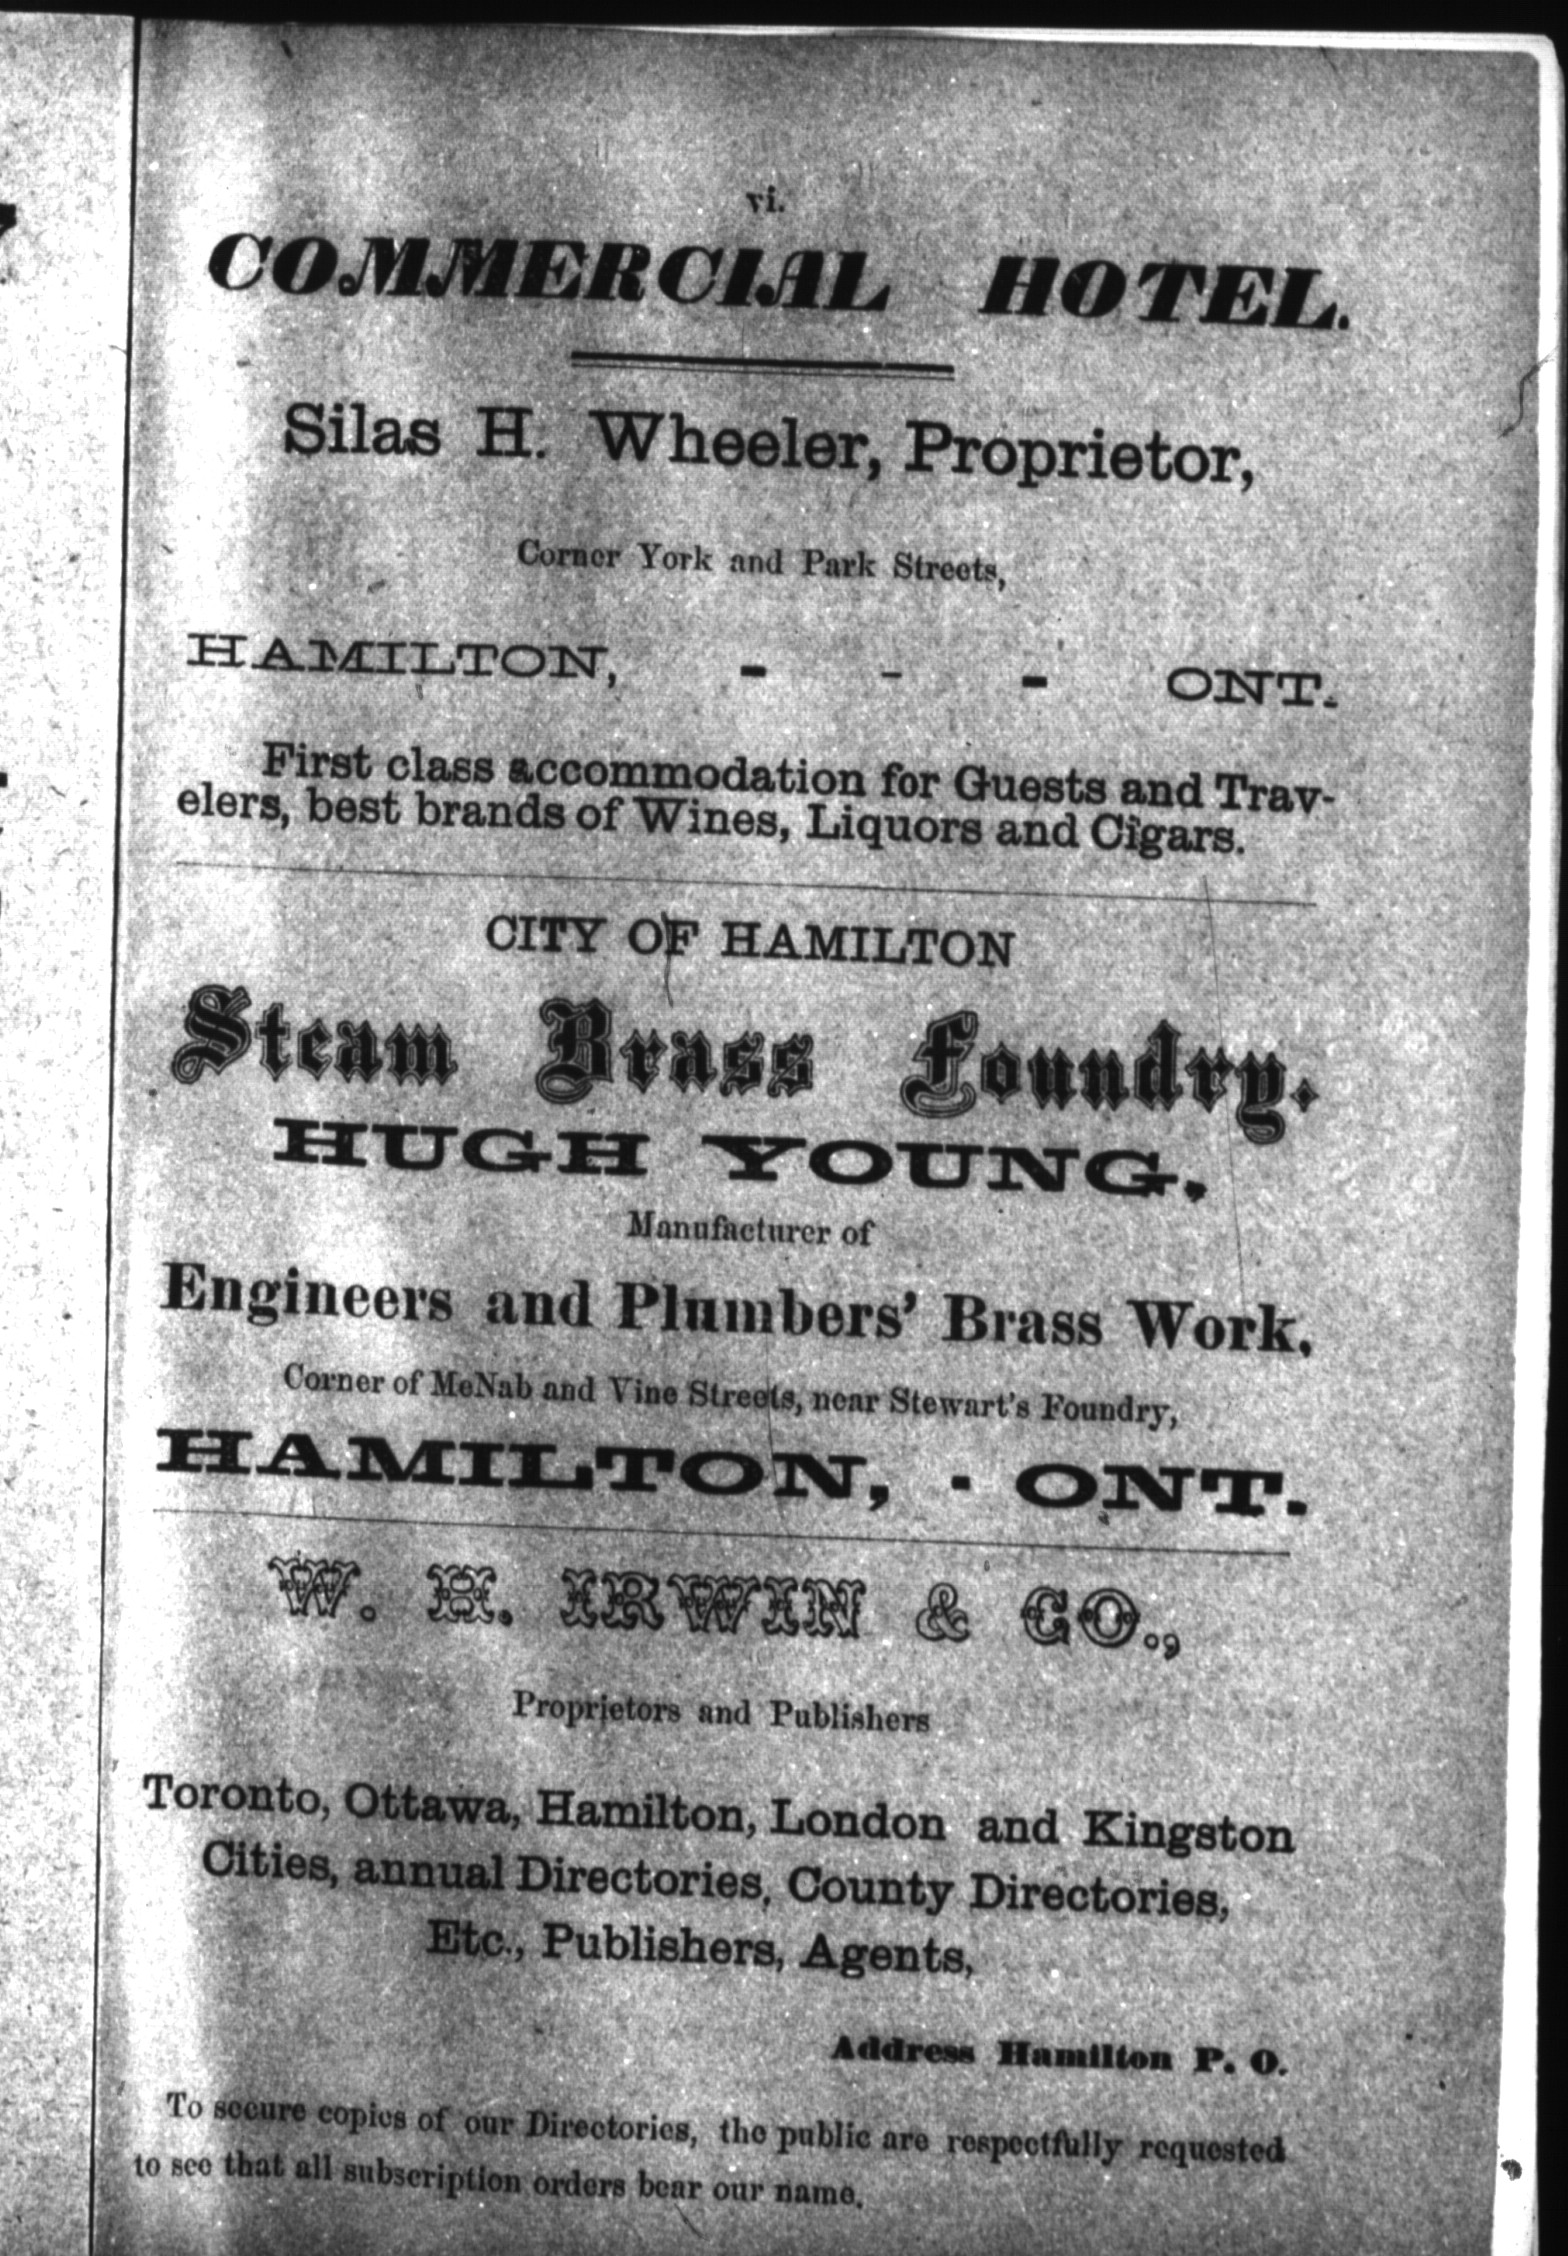 vi.
COMMERCIAL HOTEL.
Silas H. Wheeler, Proprietor,
Corner York and Park Streets,
HAMILTON, - - - ONT.
First class accommodation for Guests and Trav-
elers, best brands of Wines, Liquors and Cigars.
CITY OF HAMILTON
Steam Brass Foundry.
HUGH YOUNG,
Manufacturer of
Engineers and Plumbers' Brass Work,
Corner of McNab and Vine Streets, near Stewart's Foundry,
HAMILTON, - ONT.
W. H. IRWIN & CO.,
Proprietors and Publishers
Toronto, Ottawa, Hamilton, London and Kingston
Cities, annual Directories, County Directories,
Etc., Publishers, Agents,
Address Hamilton P. O.
To secure copies of our Directories, the public are respectfully requested
to see that all subscription orders bear our name.